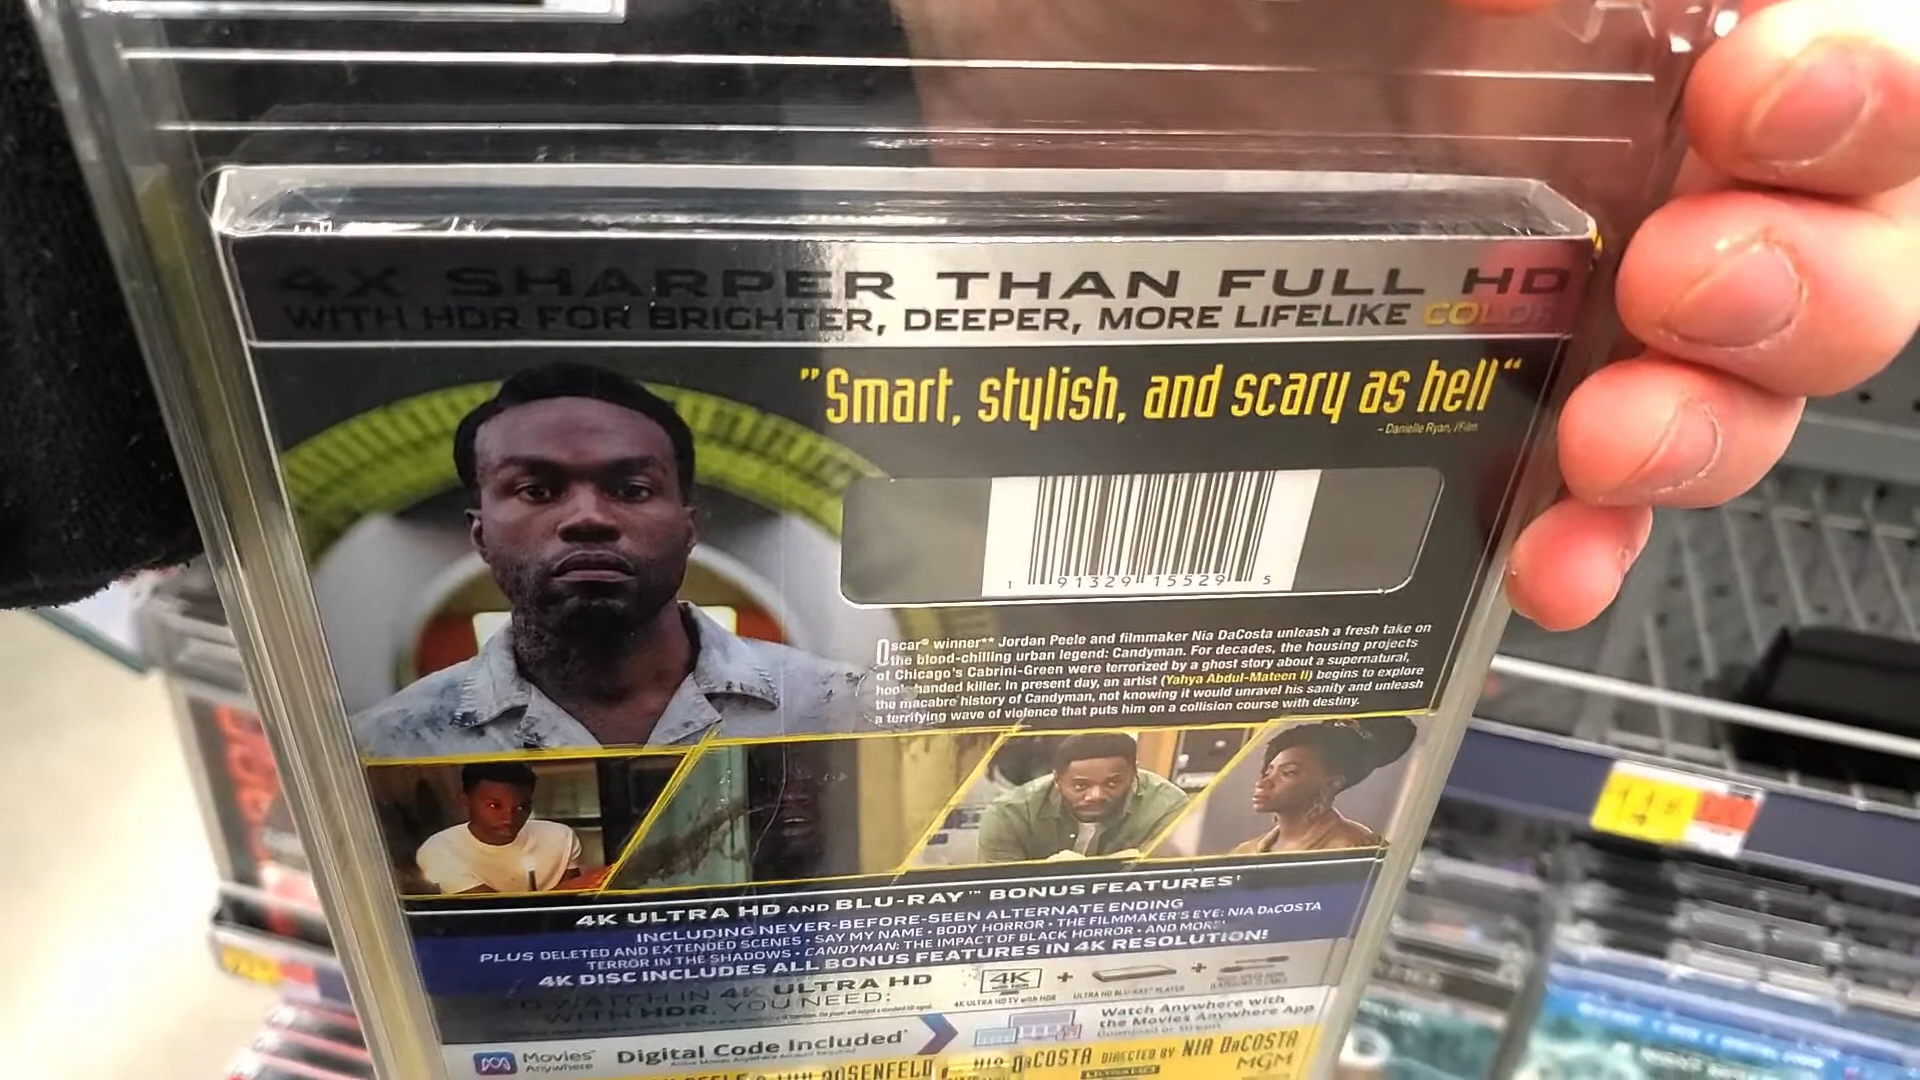 4X SHARPER THAN FULL HD
WITH HDR FOR BRIGHTER, DEEPER, MORE LIFELIKE COLOR
"Smart, stylish, and scary as hell"
- Danielle Ryan, /Film
1 91329 15529 5
Oscar® winner** Jordan Peele and filmmaker Nia DaCosta unleash a fresh take on
the blood-chilling urban legend: Candyman. For decades, the housing projects
of Chicago's Cabrini-Green were terrorized by a ghost story about a supernatural,
hook-handed killer. In present day, an artist (Yahya Abdul-Mateen II) begins to explore
the macabre history of Candyman, not knowing it would unravel his sanity and unleash
a terrifying wave of violence that puts him on a collision course with destiny.
4K ULTRA HD AND BLU-RAY™ BONUS FEATURES†
INCLUDING NEVER-BEFORE-SEEN ALTERNATE ENDING
PLUS DELETED AND EXTENDED SCENES • SAY MY NAME • BODY HORROR • THE FILMMAKER'S EYE: NIA DaCOSTA
TERROR IN THE SHADOWS • CANDYMAN: THE IMPACT OF BLACK HORROR • AND MORE!
4K DISC INCLUDES ALL BONUS FEATURES IN 4K RESOLUTION!
TO WATCH IN 4K ULTRA HD
WITH HDR, YOU NEED:
4K + +
4K ULTRA HD TV with HDR ULTRA HD BLU-RAY™ PLAYER
Movies Anywhere
Digital Code Included*
Watch Anywhere with
the Movies Anywhere App
Download or Stream
ROSENFELD NIA DaCOSTA DIRECTED BY NIA DaCOSTA
ULTRA HD
MGM